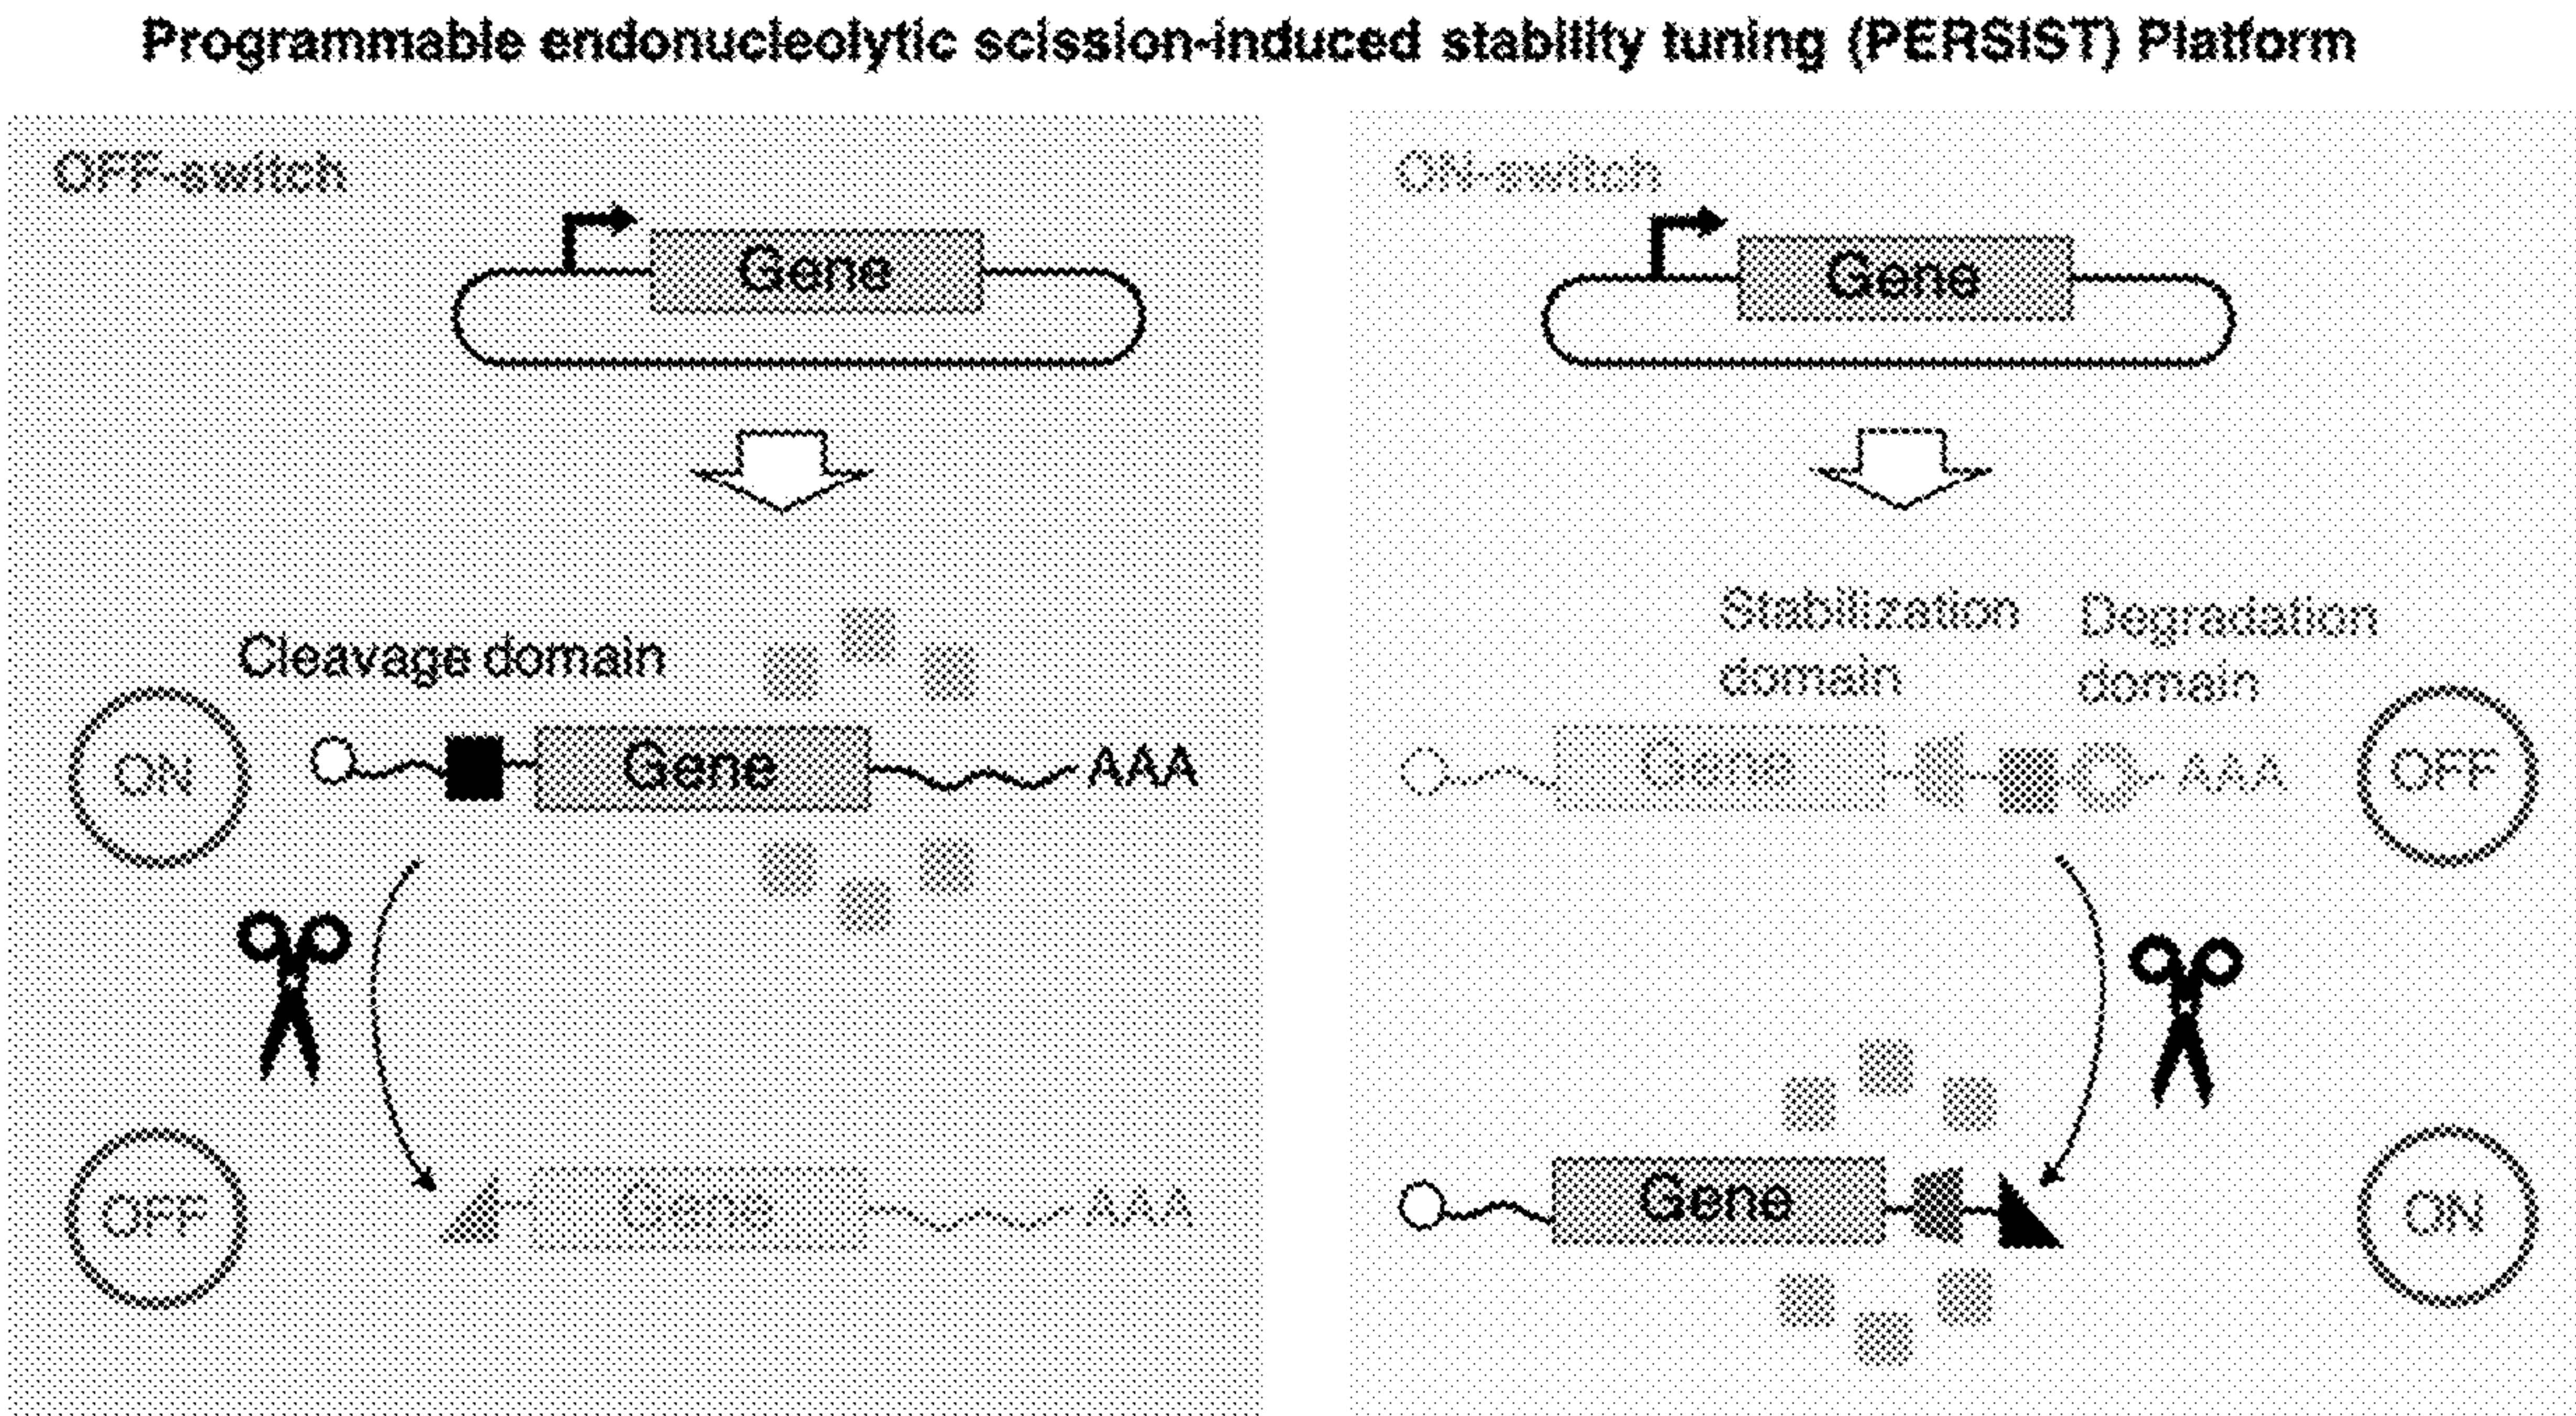 Programmable endonucleolytic scission-induced stability tuning (PERSIST) Platform
OFF-switch
Gene
Cleavage domain
ON
Gene
AAA
OFF
Gene
AAA
ON-switch
Gene
Stabilization
domain
Degradation
domain
Gene
AAA
OFF
Gene
ON